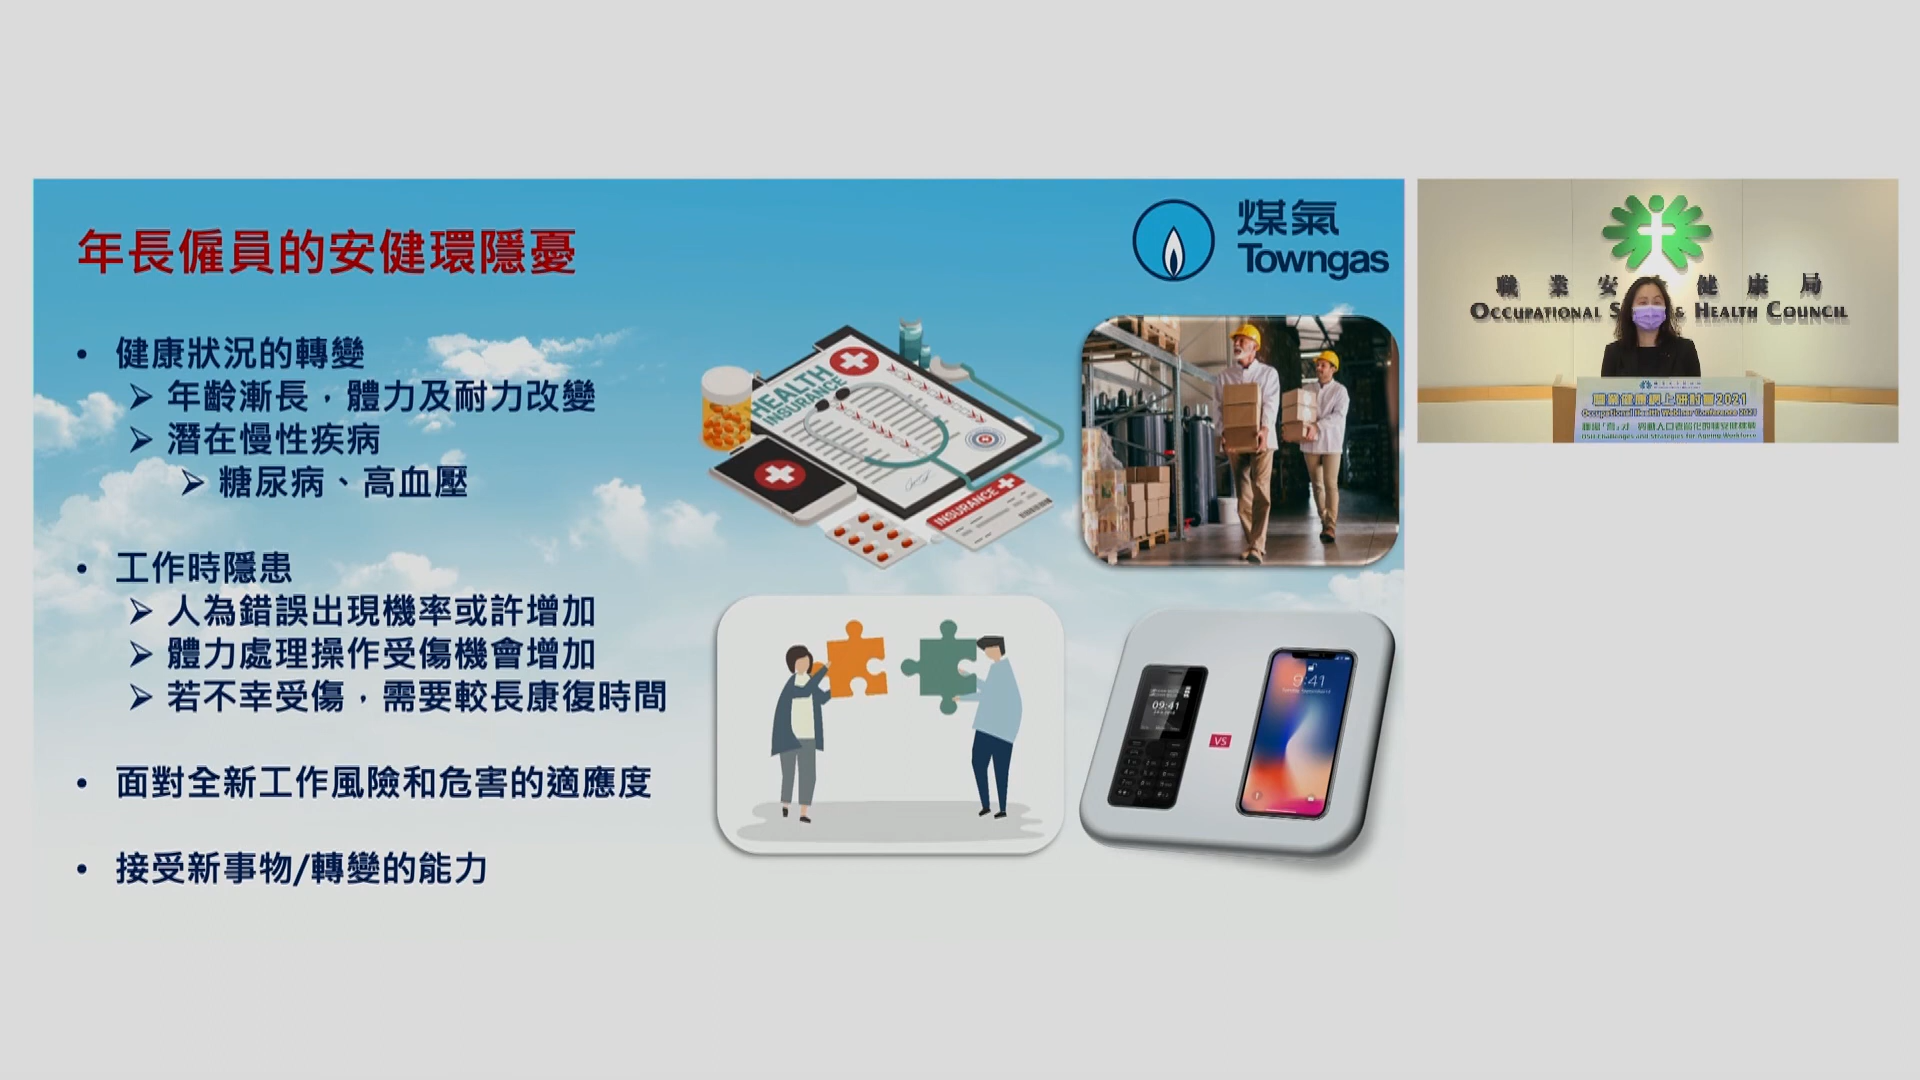 年長僱員的安健環隱憂
煤氣
Towngas
• 健康狀況的轉變
➢ 年齡漸長，體力及耐力改變
➢ 潛在慢性疾病
➢ 糖尿病、高血壓
• 工作時隱患
➢ 人為錯誤出現機率或許增加
➢ 體力處理操作受傷機會增加
➢ 若不幸受傷，需要較長康復時間
• 面對全新工作風險和危害的適應度
• 接受新事物/轉變的能力
HEALTH
INSURANCE
INSURANCE
09:41
VS
9:41
職 業 安 健 康 局
OCCUPATIONAL S & HEALTH COUNCIL
職業健康網上研討會2021
Occupational Health Webinar Conference 2021
OSH Challenges and Strategies for Ageing Workforce